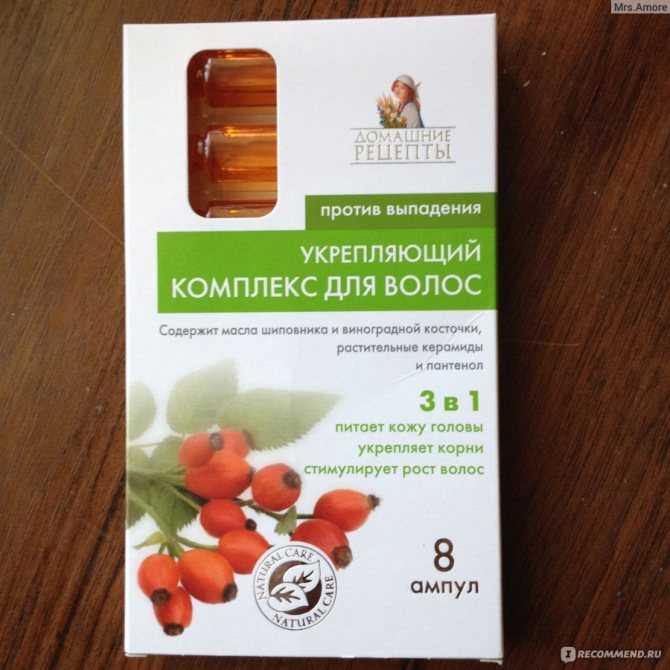 Mrs.Amore
ДОМАШНИЕ
РЕЦЕПТЫ
против выпадения
УКРЕПЛЯЮЩИЙ
КОМПЛЕКС ДЛЯ ВОЛОС
Содержит масла шиповника и виноградной косточки,
растительные керамиды
и пантенол
3 в 1
питает кожу головы
укрепляет корни
стимулирует рост волос
NATURAL CARE
NATURAL CARE
8
ампул
IRECOMMEND.RU